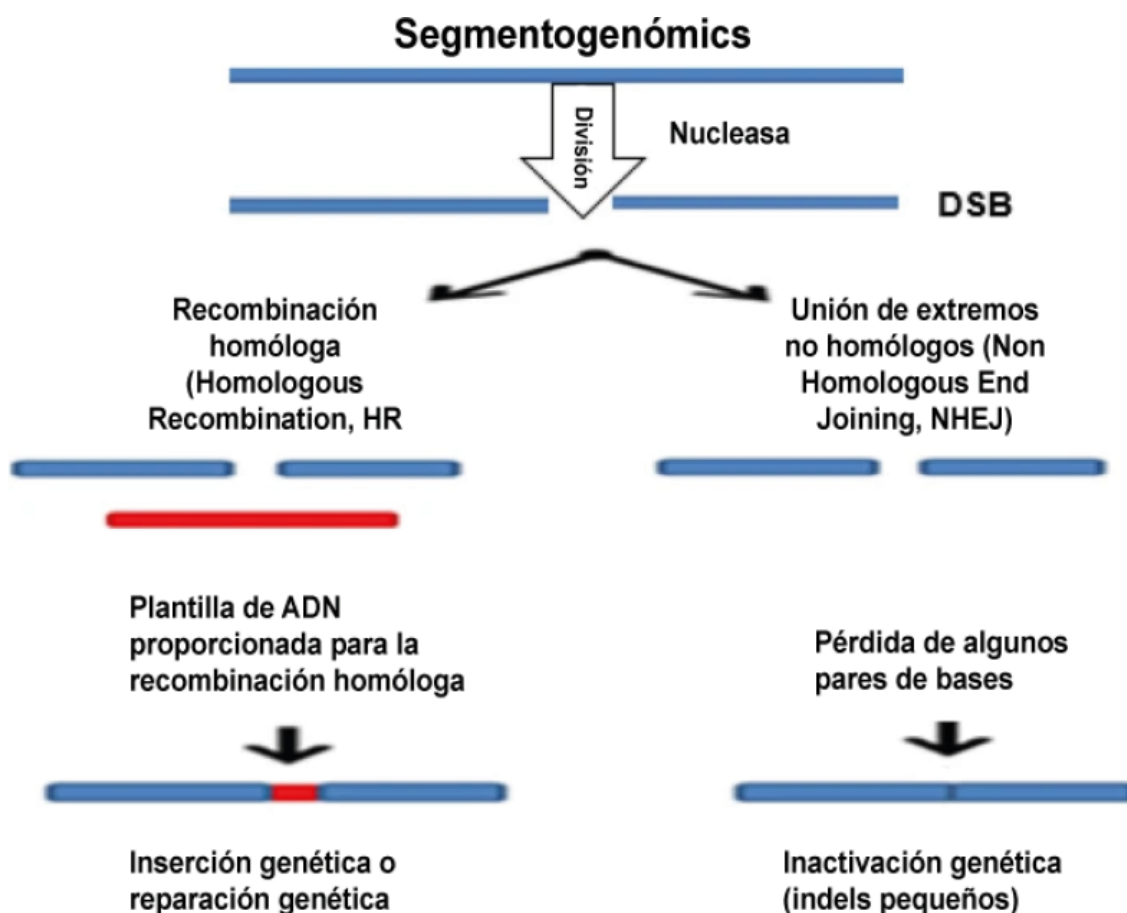 Segmentogenómics
División
Nucleasa
DSB
Recombinación
homóloga
(Homologous
Recombination, HR
Unión de extremos
no homólogos (Non
Homologous End
Joining, NHEJ)
Plantilla de ADN
proporcionada para la
recombinación homóloga
Pérdida de algunos
pares de bases
Inserción genética o
reparación genética
Inactivación genética
(indels pequeños)